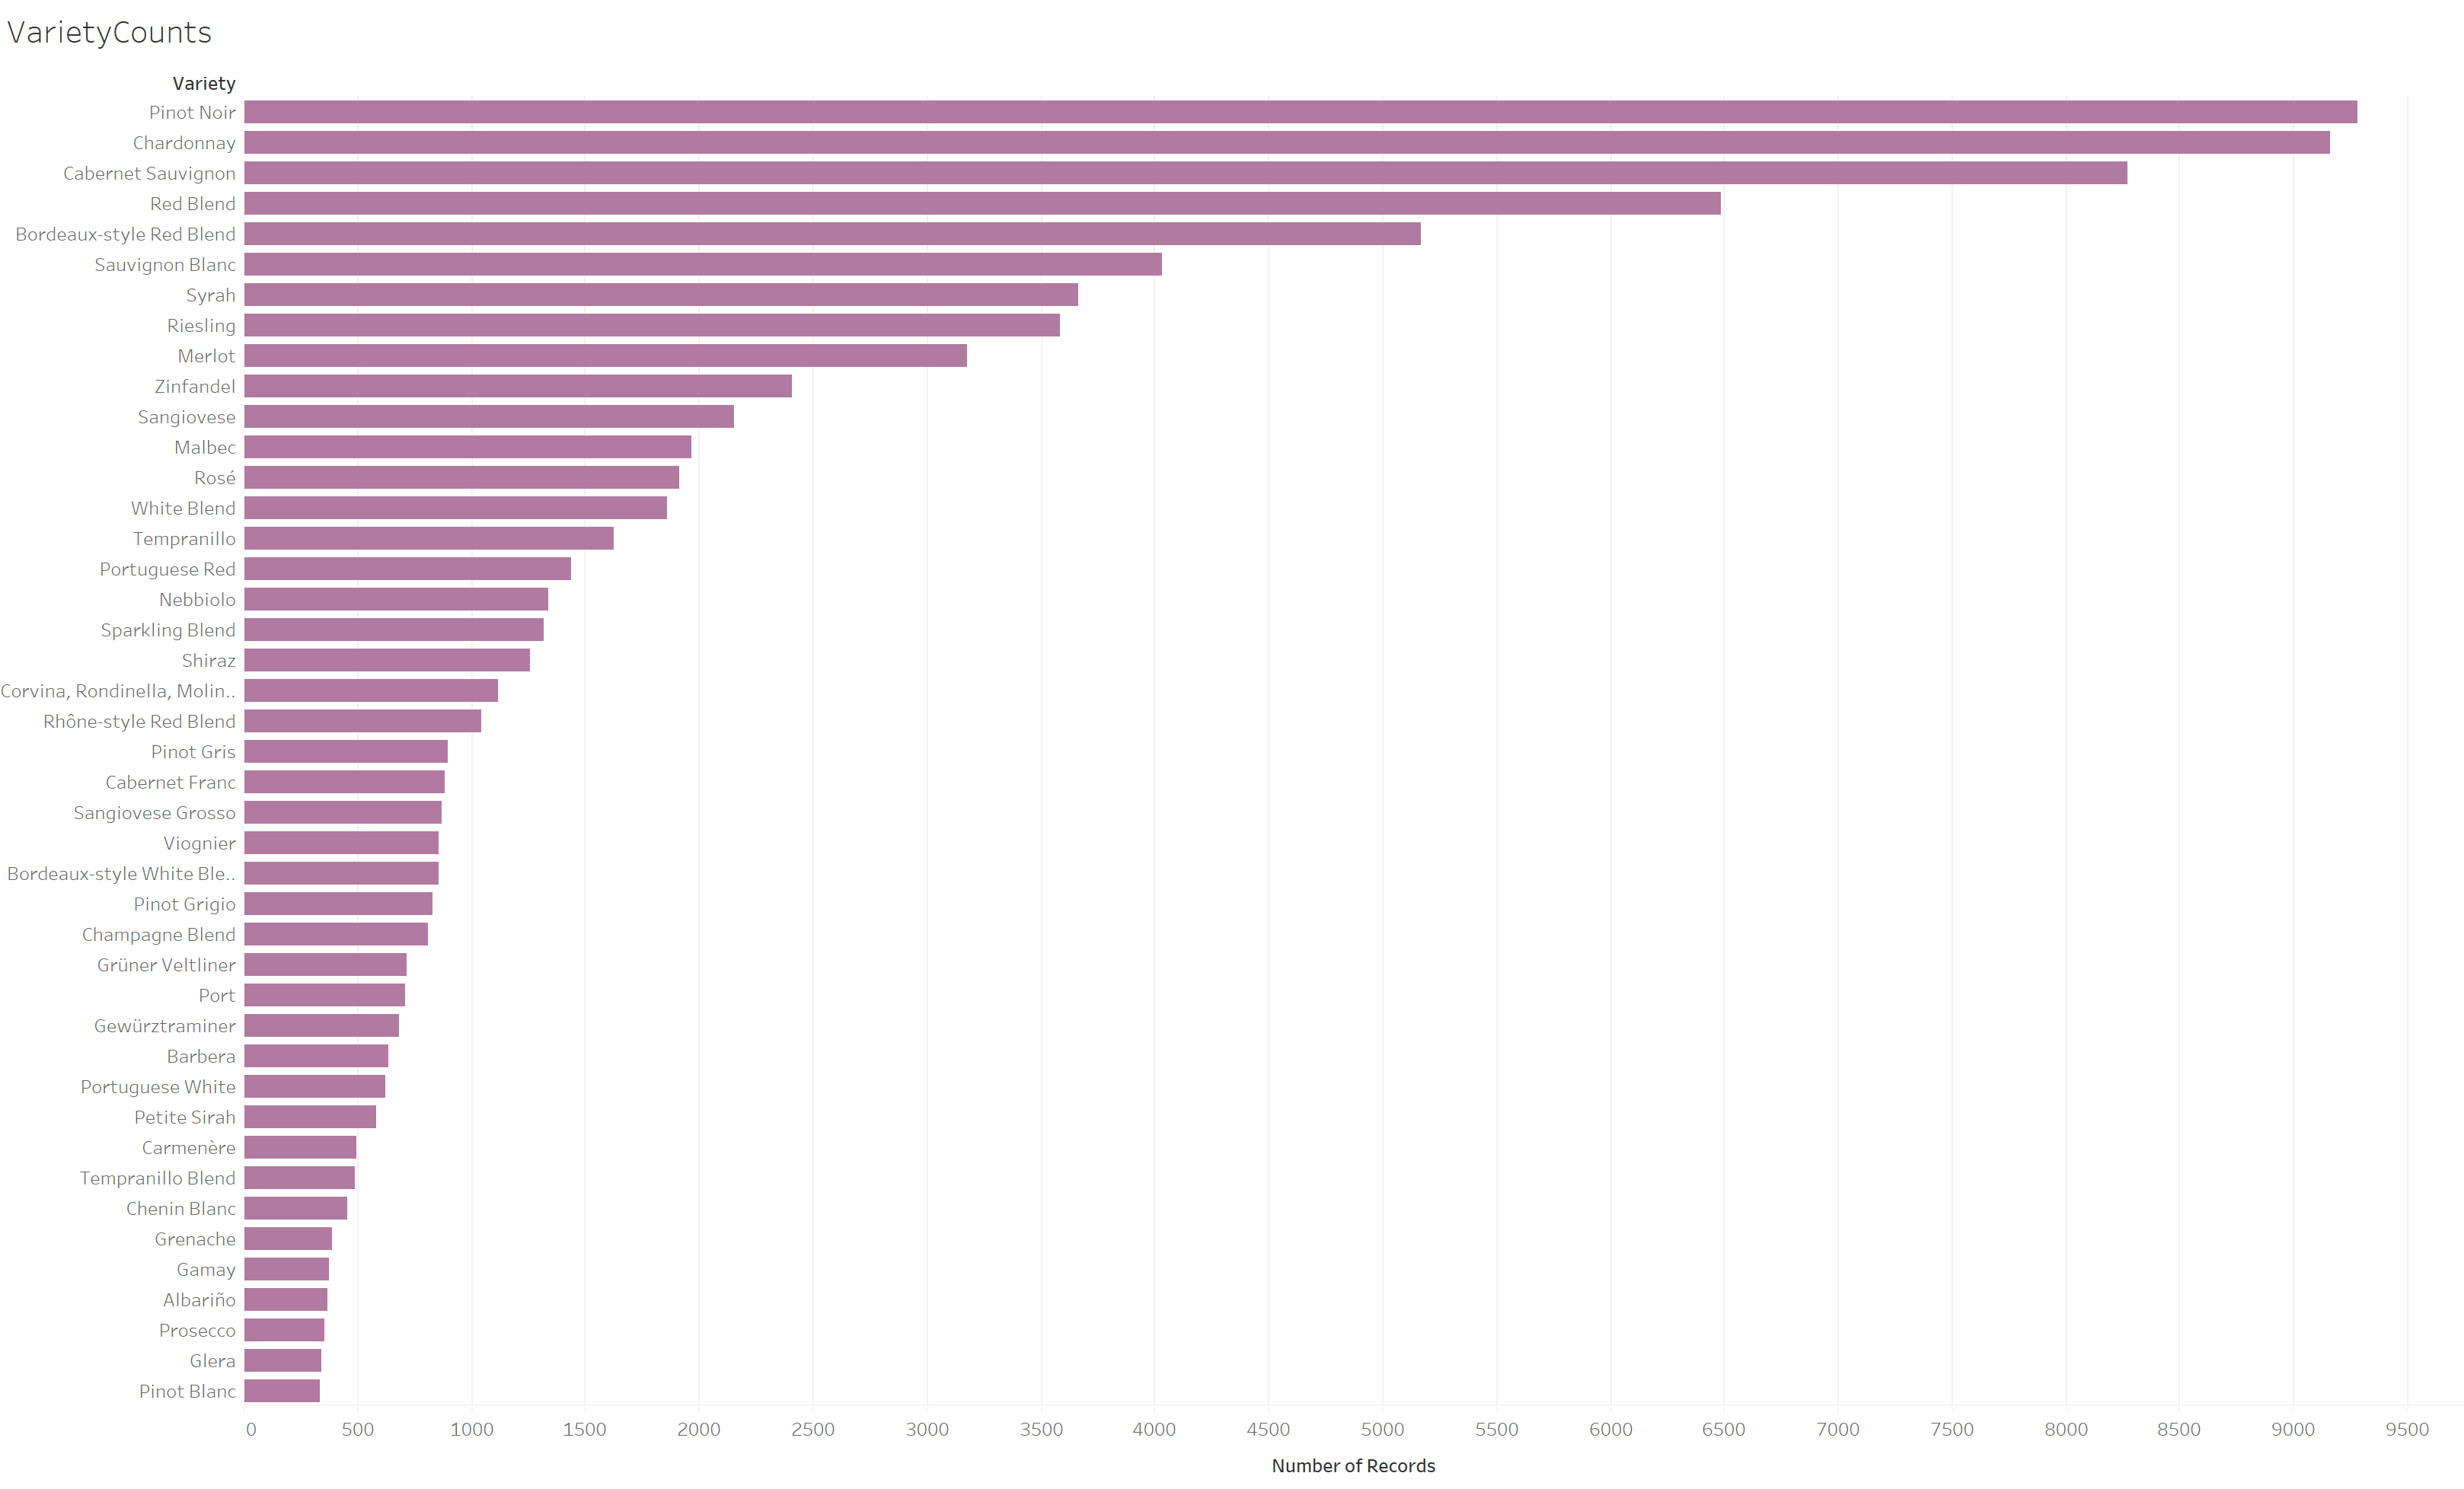 VarietyCounts
Variety
Pinot Noir
Chardonnay
Cabernet Sauvignon
Red Blend
Bordeaux-style Red Blend
Sauvignon Blanc
Syrah
Riesling
Merlot
Zinfandel
Sangiovese
Malbec
Rosé
White Blend
Tempranillo
Portuguese Red
Nebbiolo
Sparkling Blend
Shiraz
Corvina, Rondinella, Molin..
Rhône-style Red Blend
Pinot Gris
Cabernet Franc
Sangiovese Grosso
Viognier
Bordeaux-style White Ble..
Pinot Grigio
Champagne Blend
Grüner Veltliner
Port
Gewürztraminer
Barbera
Portuguese White
Petite Sirah
Carmenère
Tempranillo Blend
Chenin Blanc
Grenache
Gamay
Albariño
Prosecco
Glera
Pinot Blanc
0 500 1000 1500 2000 2500 3000 3500 4000 4500 5000 5500 6000 6500 7000 7500 8000 8500 9000 9500
Number of Records